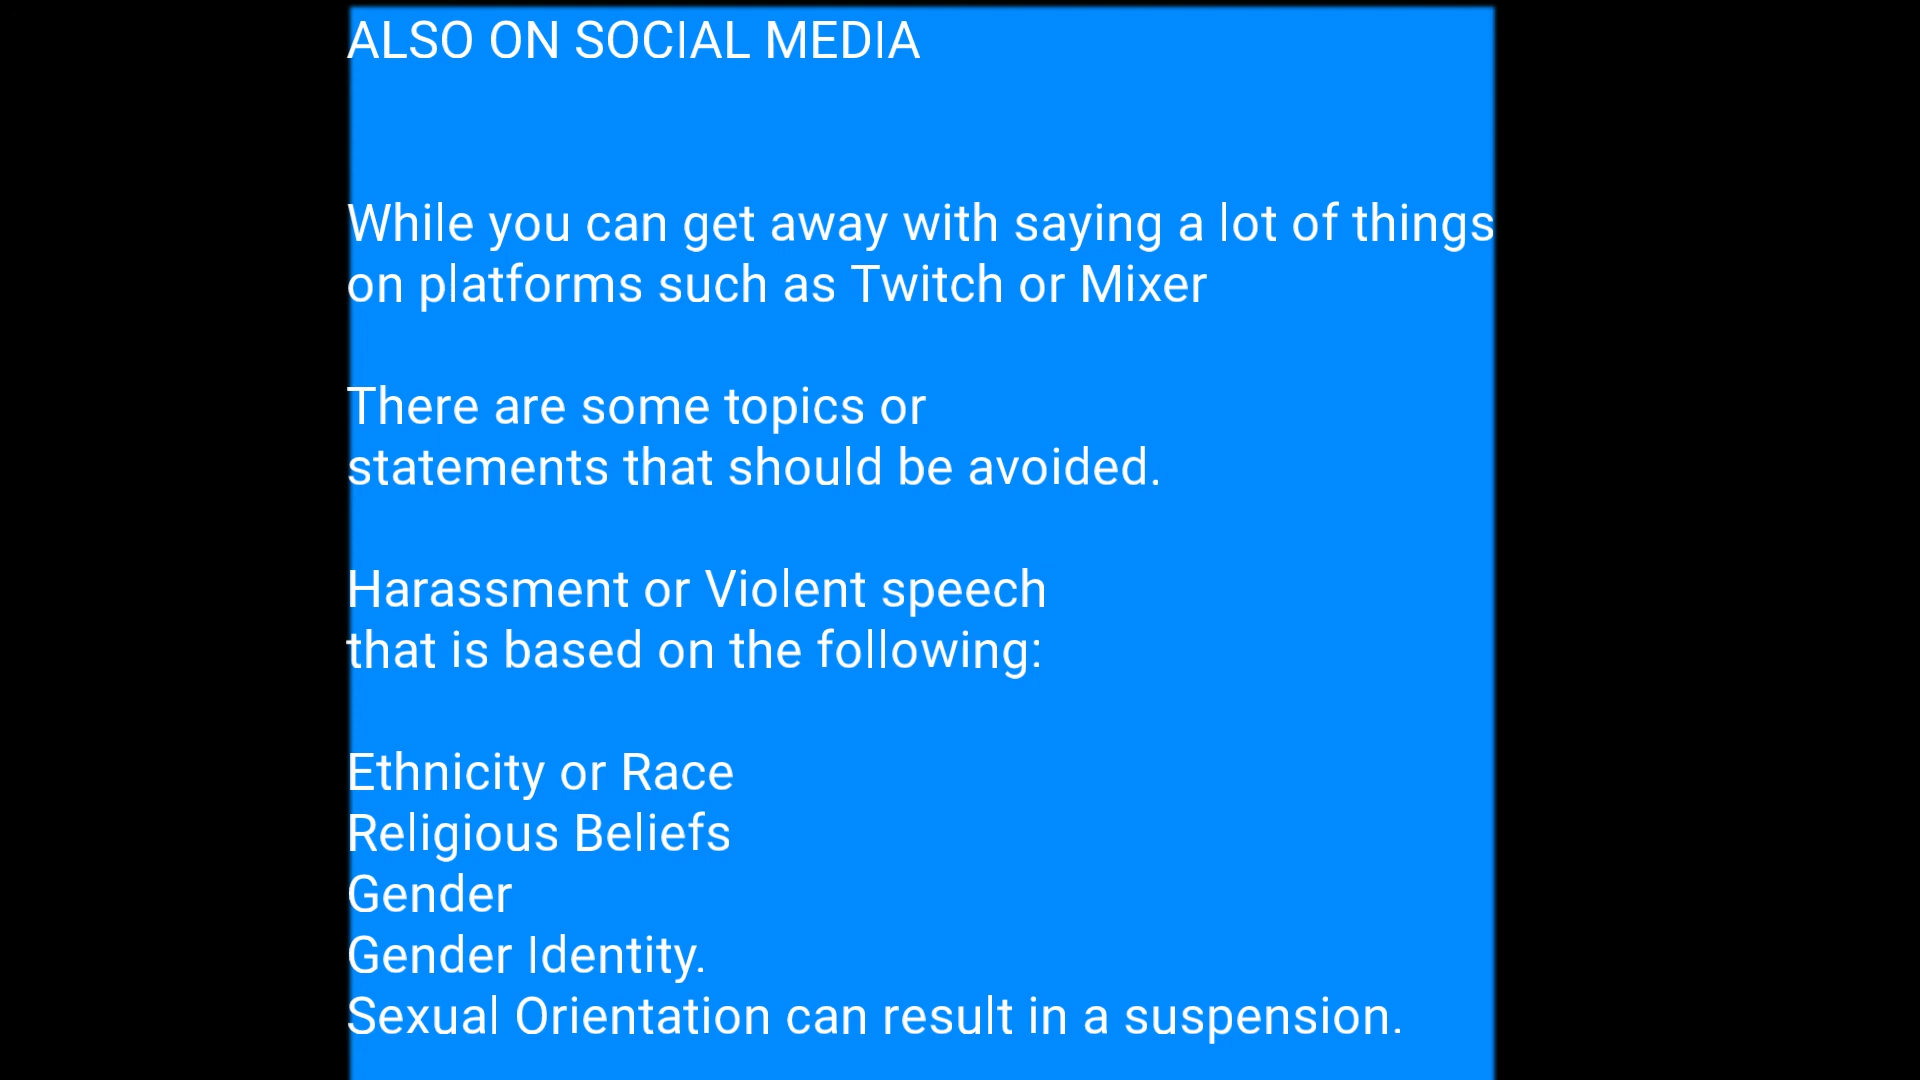 ALSO ON SOCIAL MEDIA
While you can get away with saying a lot of things
on platforms such as Twitch or Mixer
There are some topics or
statements that should be avoided.
Harassment or Violent speech
that is based on the following:
Ethnicity or Race
Religious Beliefs
Gender
Gender Identity.
Sexual Orientation can result in a suspension.